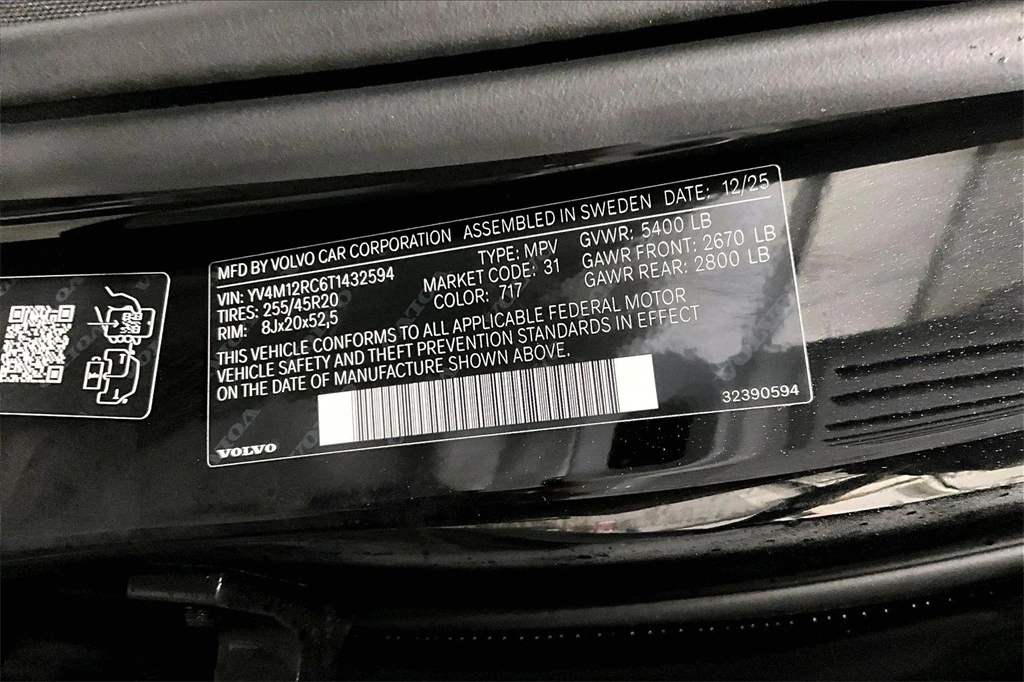 MFD BY VOLVO CAR CORPORATION ASSEMBLED IN SWEDEN DATE: 12/25
VIN: YV4M12RC6T1432594 TYPE: MPV GVWR: 5400 LB
TIRES: 255/45R20 MARKET CODE: 31 GAWR FRONT: 2670 LB
RIM: 8Jx20x52,5 COLOR: 717 GAWR REAR: 2800 LB
THIS VEHICLE CONFORMS TO ALL APPLICABLE FEDERAL MOTOR
VEHICLE SAFETY AND THEFT PREVENTION STANDARDS IN EFFECT
ON THE DATE OF MANUFACTURE SHOWN ABOVE.
32390594
VOLVO